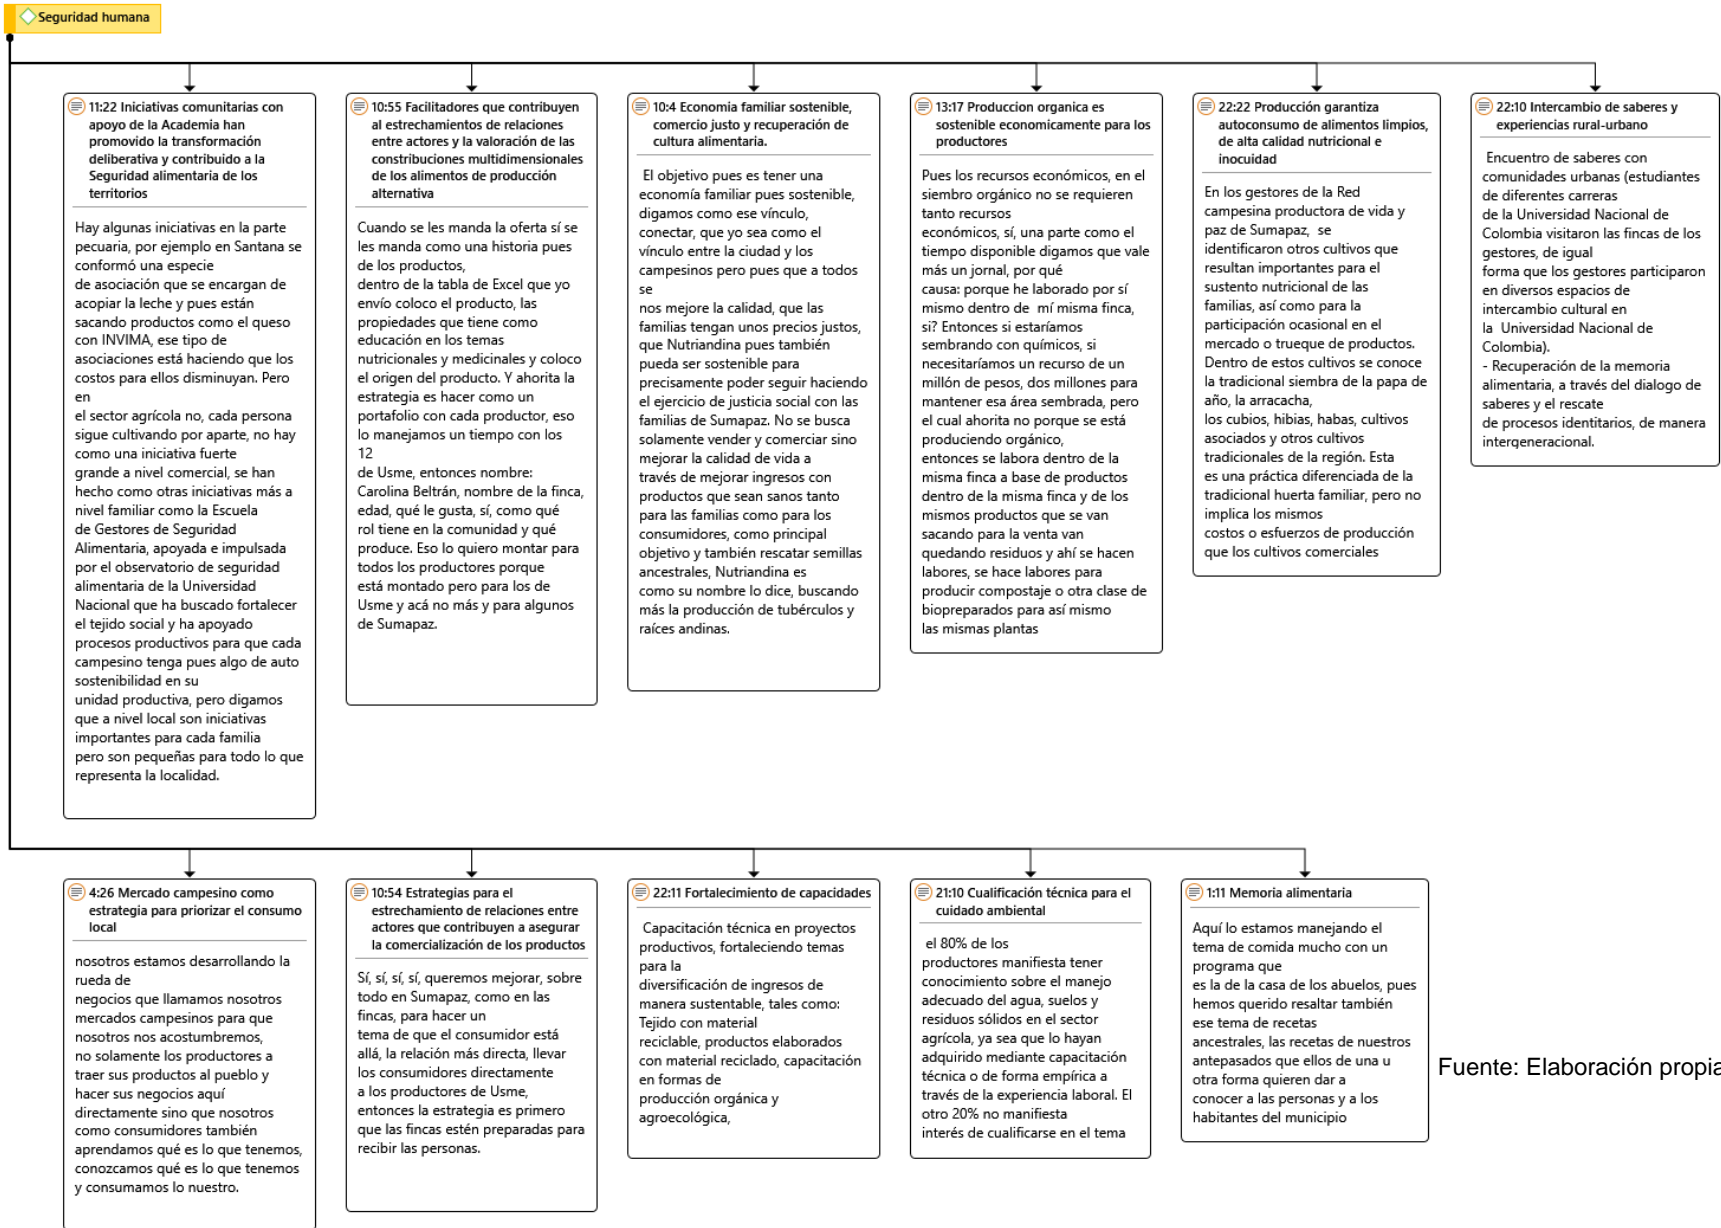 Seguridad humana
11:22 Iniciativas comunitarias con
apoyo de la Academia han
promovido la transformación
deliberativa y contribuido a la
Seguridad alimentaria de los
territorios
Hay algunas iniciativas en la parte
pecuaria, por ejemplo en Santana se
conformó una especie
de asociación que se encargan de
acopiar la leche y pues están
sacando productos como el queso
con INVIMA, ese tipo de
asociaciones está haciendo que los
costos para ellos disminuyan. Pero
en
el sector agrícola no, cada persona
sigue cultivando por aparte, no hay
como una iniciativa fuerte
grande a nivel comercial, se han
hecho como otras iniciativas más a
nivel familiar como la Escuela
de Gestores de Seguridad
Alimentaria, apoyada e impulsada
por el observatorio de seguridad
alimentaria de la Universidad
Nacional que ha buscado fortalecer
el tejido social y ha apoyado
procesos productivos para que cada
campesino tenga pues algo de auto
sostenibilidad en su
unidad productiva, pero digamos
que a nivel local son iniciativas
importantes para cada familia
pero son pequeñas para todo lo que
representa la localidad.
10:55 Facilitadores que contribuyen
al estrechamientos de relaciones
entre actores y la valoración de las
constribuciones multidimensionales
de los alimentos de producción
alternativa
Cuando se les manda la oferta sí se
les manda como una historia pues
de los productos,
dentro de la tabla de Excel que yo
envío coloco el producto, las
propiedades que tiene como
educación en los temas
nutricionales y medicinales y coloco
el origen del producto. Y ahorita la
estrategia es hacer como un
portafolio con cada productor, eso
lo manejamos un tiempo con los
12
de Usme, entonces nombre:
Carolina Beltrán, nombre de la finca,
edad, qué le gusta, sí, como qué
rol tiene en la comunidad y qué
produce. Eso lo quiero montar para
todos los productores porque
está montado pero para los de
Usme y acá no más y para algunos
de Sumapaz.
10:4 Economia familiar sostenible,
comercio justo y recuperación de
cultura alimentaria.
El objetivo pues es tener una
economía familiar pues sostenible,
digamos como ese vínculo,
conectar, que yo sea como el
vínculo entre la ciudad y los
campesinos pero pues que a todos
se
nos mejore la calidad, que las
familias tengan unos precios justos,
que Nutriandina pues también
pueda ser sostenible para
precisamente poder seguir haciendo
el ejercicio de justicia social con las
familias de Sumapaz. No se busca
solamente vender y comerciar sino
mejorar la calidad de vida a
través de mejorar ingresos con
productos que sean sanos tanto
para las familias como para los
consumidores, como principal
objetivo y también rescatar semillas
ancestrales, Nutriandina es
como su nombre lo dice, buscando
más la producción de tubérculos y
raíces andinas.
13:17 Produccion organica es
sostenible economicamente para los
productores
Pues los recursos económicos, en el
siembro orgánico no se requieren
tanto recursos
económicos, sí, una parte como el
tiempo disponible digamos que vale
más un jornal, por qué
causa: porque he laborado por sí
mismo dentro de  mí misma finca,
si? Entonces si estaríamos
sembrando con químicos, si
necesitaríamos un recurso de un
millón de pesos, dos millones para
mantener esa área sembrada, pero
el cual ahorita no porque se está
produciendo orgánico,
entonces se labora dentro de la
misma finca a base de productos
dentro de la misma finca y de los
mismos productos que se van
sacando para la venta van
quedando residuos y ahí se hacen
labores, se hace labores para
producir compostaje o otra clase de
biopreparados para así mismo
las mismas plantas
22:22 Producción garantiza
autoconsumo de alimentos limpios,
de alta calidad nutricional e
inocuidad
En los gestores de la Red
campesina productora de vida y
paz de Sumapaz,  se
identificaron otros cultivos que
resultan importantes para el
sustento nutricional de las
familias, así como para la
participación ocasional en el
mercado o trueque de productos.
Dentro de estos cultivos se conoce
la tradicional siembra de la papa de
año, la arracacha,
los cubios, hibias, habas, cultivos
asociados y otros cultivos
tradicionales de la región. Esta
es una práctica diferenciada de la
tradicional huerta familiar, pero no
implica los mismos
costos o esfuerzos de producción
que los cultivos comerciales
22:10 Intercambio de saberes y
experiencias rural-urbano
Encuentro de saberes con
comunidades urbanas (estudiantes
de diferentes carreras
de la Universidad Nacional de
Colombia visitaron las fincas de los
gestores, de igual
forma que los gestores participaron
en diversos espacios de
intercambio cultural en
la  Universidad Nacional de
Colombia).
- Recuperación de la memoria
alimentaria, a través del dialogo de
saberes y el rescate
de procesos identitarios, de manera
intergeneracional.
4:26 Mercado campesino como
estrategia para priorizar el consumo
local
nosotros estamos desarrollando la
rueda de
negocios que llamamos nosotros
mercados campesinos para que
nosotros nos acostumbremos,
no solamente los productores a
traer sus productos al pueblo y
hacer sus negocios aquí
directamente sino que nosotros
como consumidores también
aprendamos qué es lo que tenemos,
conozcamos qué es lo que tenemos
y consumamos lo nuestro.
10:54 Estrategias para el
estrechamiento de relaciones entre
actores que contribuyen a asegurar
la comercialización de los productos
Sí, sí, sí, sí, queremos mejorar, sobre
todo en Sumapaz, como en las
fincas, para hacer un
tema de que el consumidor está
allá, la relación más directa, llevar
los consumidores directamente
a los productores de Usme,
entonces la estrategia es primero
que las fincas estén preparadas para
recibir las personas.
22:11 Fortalecimiento de capacidades
Capacitación técnica en proyectos
productivos, fortaleciendo temas
para la
diversificación de ingresos de
manera sustentable, tales como:
Tejido con material
reciclable, productos elaborados
con material reciclado, capacitación
en formas de
producción orgánica y
agroecológica,
21:10 Cualificación técnica para el
cuidado ambiental
el 80% de los
productores manifiesta tener
conocimiento sobre el manejo
adecuado del agua, suelos y
residuos sólidos en el sector
agrícola, ya sea que lo hayan
adquirido mediante capacitación
técnica o de forma empírica a
través de la experiencia laboral. El
otro 20% no manifiesta
interés de cualificarse en el tema
1:11 Memoria alimentaria
Aquí lo estamos manejando el
tema de comida mucho con un
programa que
es la de la casa de los abuelos, pues
hemos querido resaltar también
ese tema de recetas
ancestrales, las recetas de nuestros
antepasados que ellos de una u
otra forma quieren dar a
conocer a las personas y a los
habitantes del municipio
Fuente: Elaboración propia